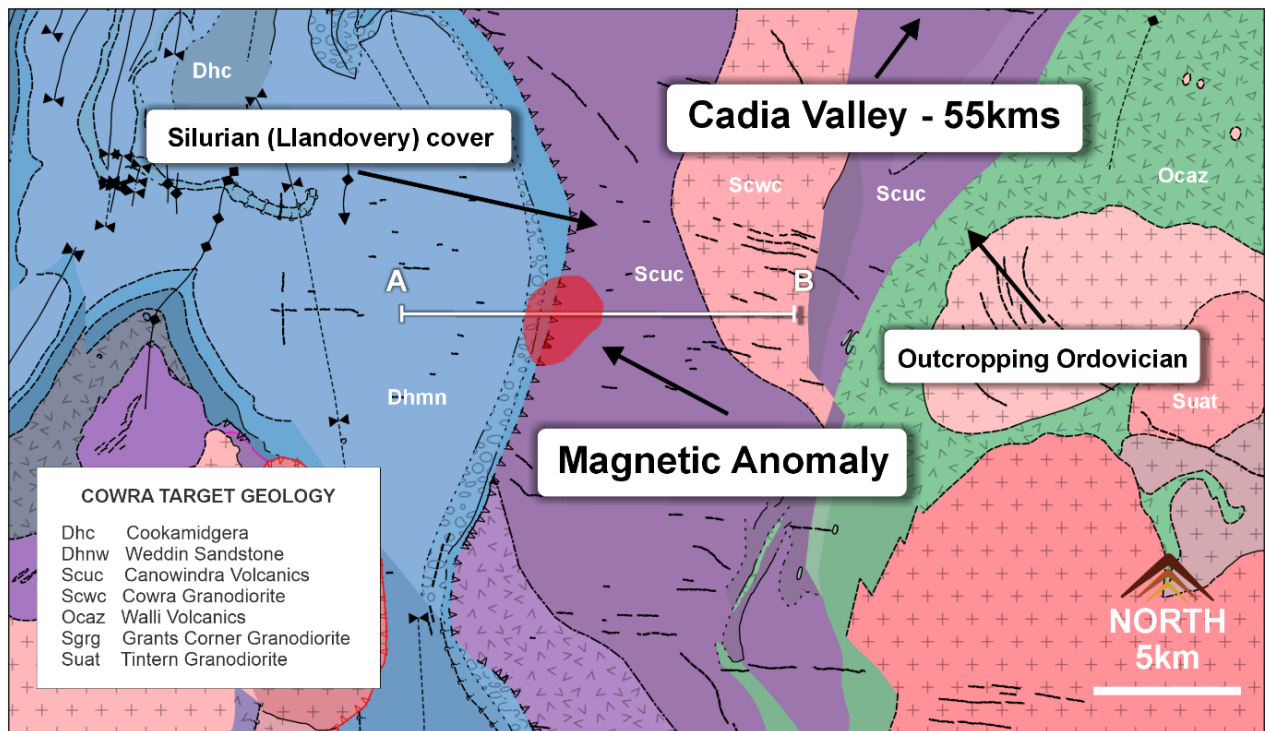 Dhc
Silurian (Llandovery) cover
Cadia Valley - 55kms
Scwc
Scuc
Ocaz
Scuc
A
B
Outcropping Ordovician
Dhmn
Suat
Magnetic Anomaly
COWRA TARGET GEOLOGY
Dhc Cookamidgera
Dhnw Weddin Sandstone
Scuc Canowindra Volcanics
Scwc Cowra Granodiorite
Ocaz Walli Volcanics
Sgrg Grants Corner Granodiorite
Suat Tintern Granodiorite
NORTH
5km